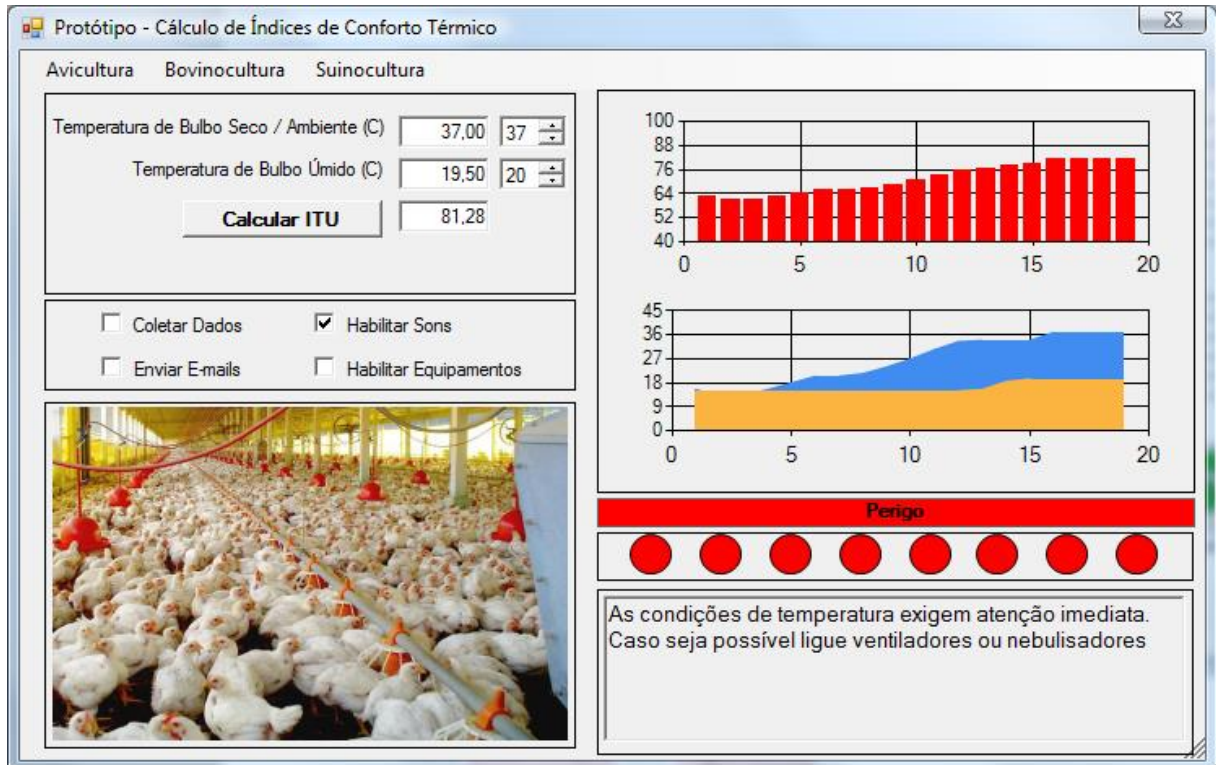 Protótipo - Cálculo de Índices de Conforto Térmico
Avicultura Bovinocultura Suinocultura
Temperatura de Bulbo Seco / Ambiente (C) 37,00 37
Temperatura de Bulbo Úmido (C) 19,50 20
Calcular ITU 81,28
Coletar Dados Habilitar Sons
Enviar E-mails Habilitar Equipamentos
100
88
76
64
52
40
0 5 10 15 20
45
36
27
18
9
0
0 5 10 15 20
Perigo
As condições de temperatura exigem atenção imediata.
Caso seja possível ligue ventiladores ou nebulisadores